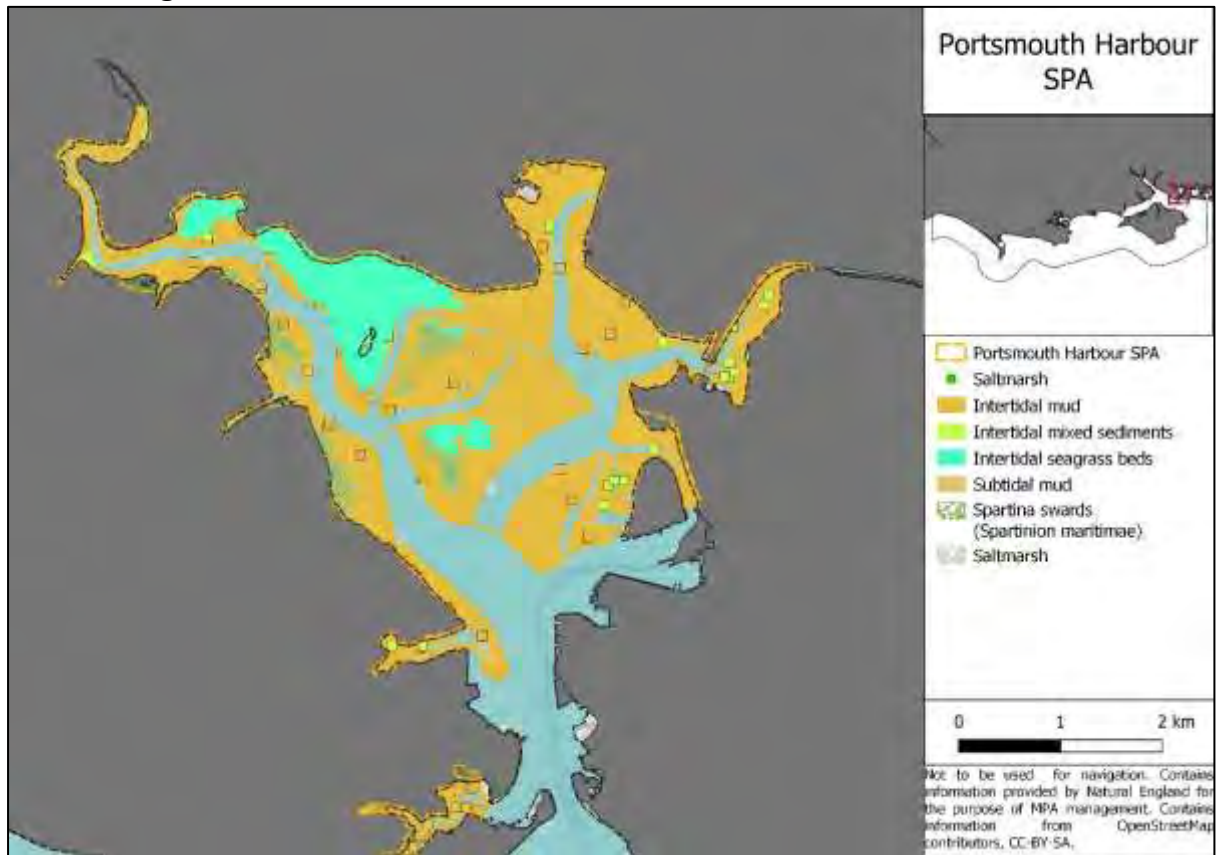 Portsmouth Harbour
SPA
Portsmouth Harbour SPA
Saltmarsh
Intertidal mud
Intertidal mixed sediments
Intertidal seagrass beds
Subtidal mud
Spartina swards
(Spartinion maritimae)
Saltmarsh
0 1 2 km
Not to be used for navigation. Contains
information provided by Natural England for
the purpose of MPA management. Contains
information from OpenStreetMap
contributors, CC-BY-SA.